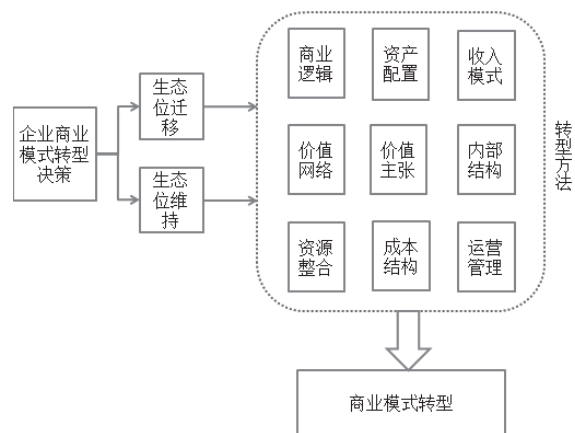 企业商业
模式转型
决策
生态
位迁
移
生态
位维
持
商业
逻辑
资产
配置
收入
模式
价值
网络
价值
主张
内部
结构
资源
整合
成本
结构
运营
管理
转型方法
商业模式转型